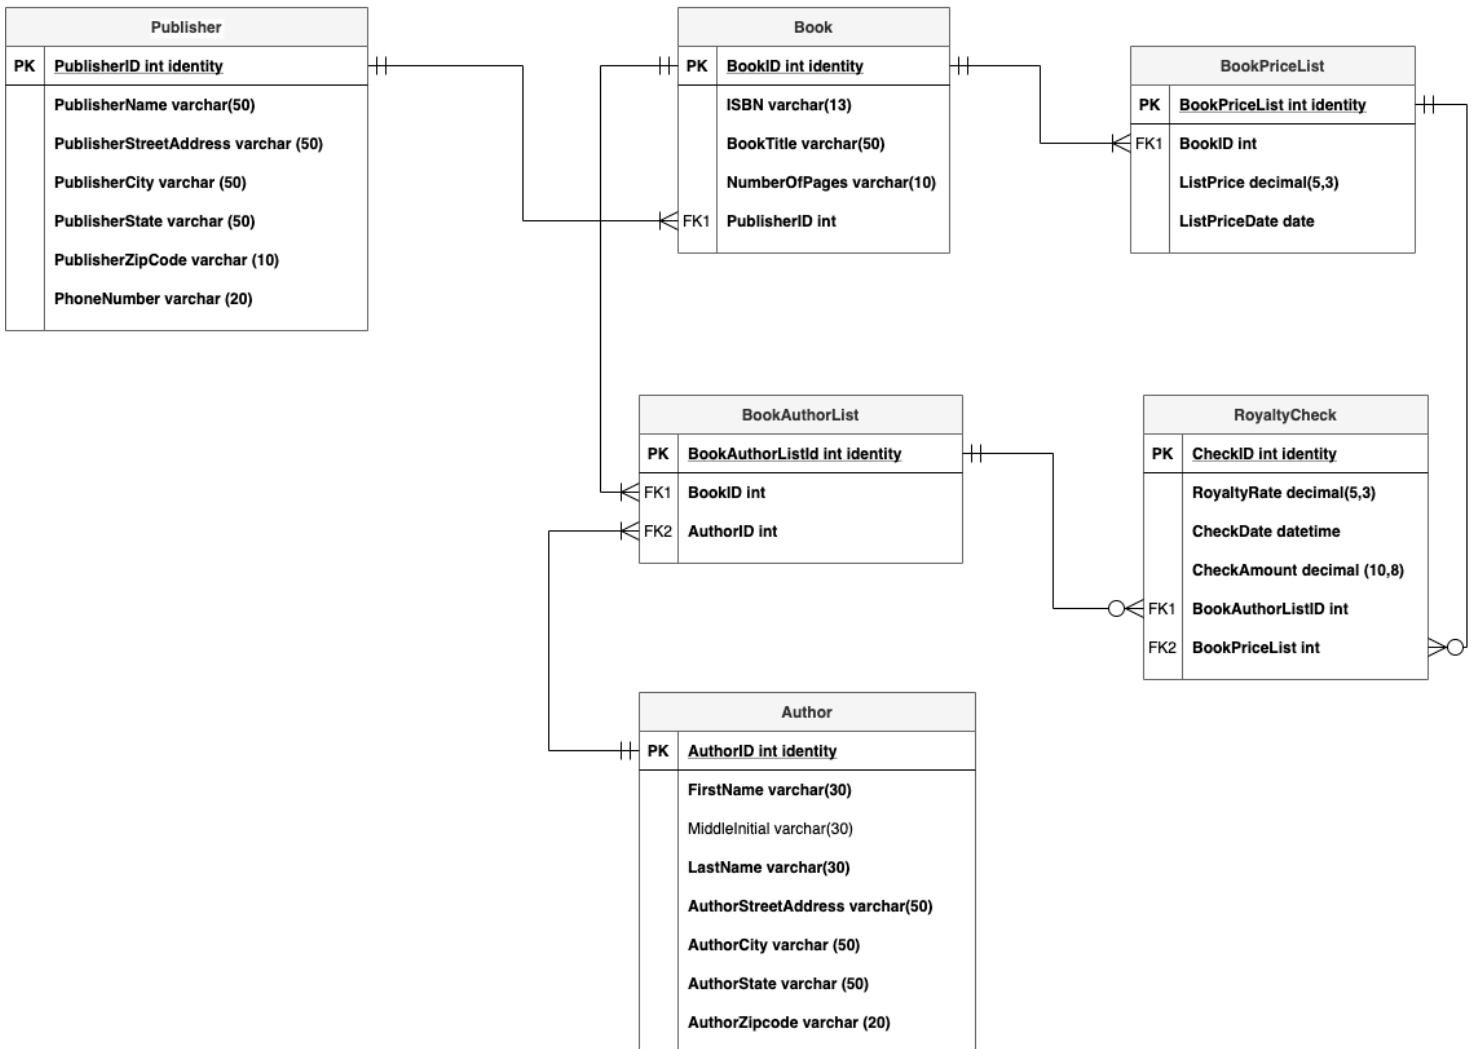 Publisher
PK PublisherID int identity
PublisherName varchar(50)
PublisherStreetAddress varchar (50)
PublisherCity varchar (50)
PublisherState varchar (50)
PublisherZipCode varchar (10)
PhoneNumber varchar (20)
Book
PK BookID int identity
ISBN varchar(13)
BookTitle varchar(50)
NumberOfPages varchar(10)
FK1 PublisherID int
BookPriceList
PK BookPriceList int identity
FK1 BookID int
ListPrice decimal(5,3)
ListPriceDate date
BookAuthorList
PK BookAuthorListId int identity
FK1 BookID int
FK2 AuthorID int
RoyaltyCheck
PK CheckID int identity
RoyaltyRate decimal(5,3)
CheckDate datetime
CheckAmount decimal (10,8)
FK1 BookAuthorListID int
FK2 BookPriceList int
Author
PK AuthorID int identity
FirstName varchar(30)
MiddleInitial varchar(30)
LastName varchar(30)
AuthorStreetAddress varchar(50)
AuthorCity varchar (50)
AuthorState varchar (50)
AuthorZipcode varchar (20)